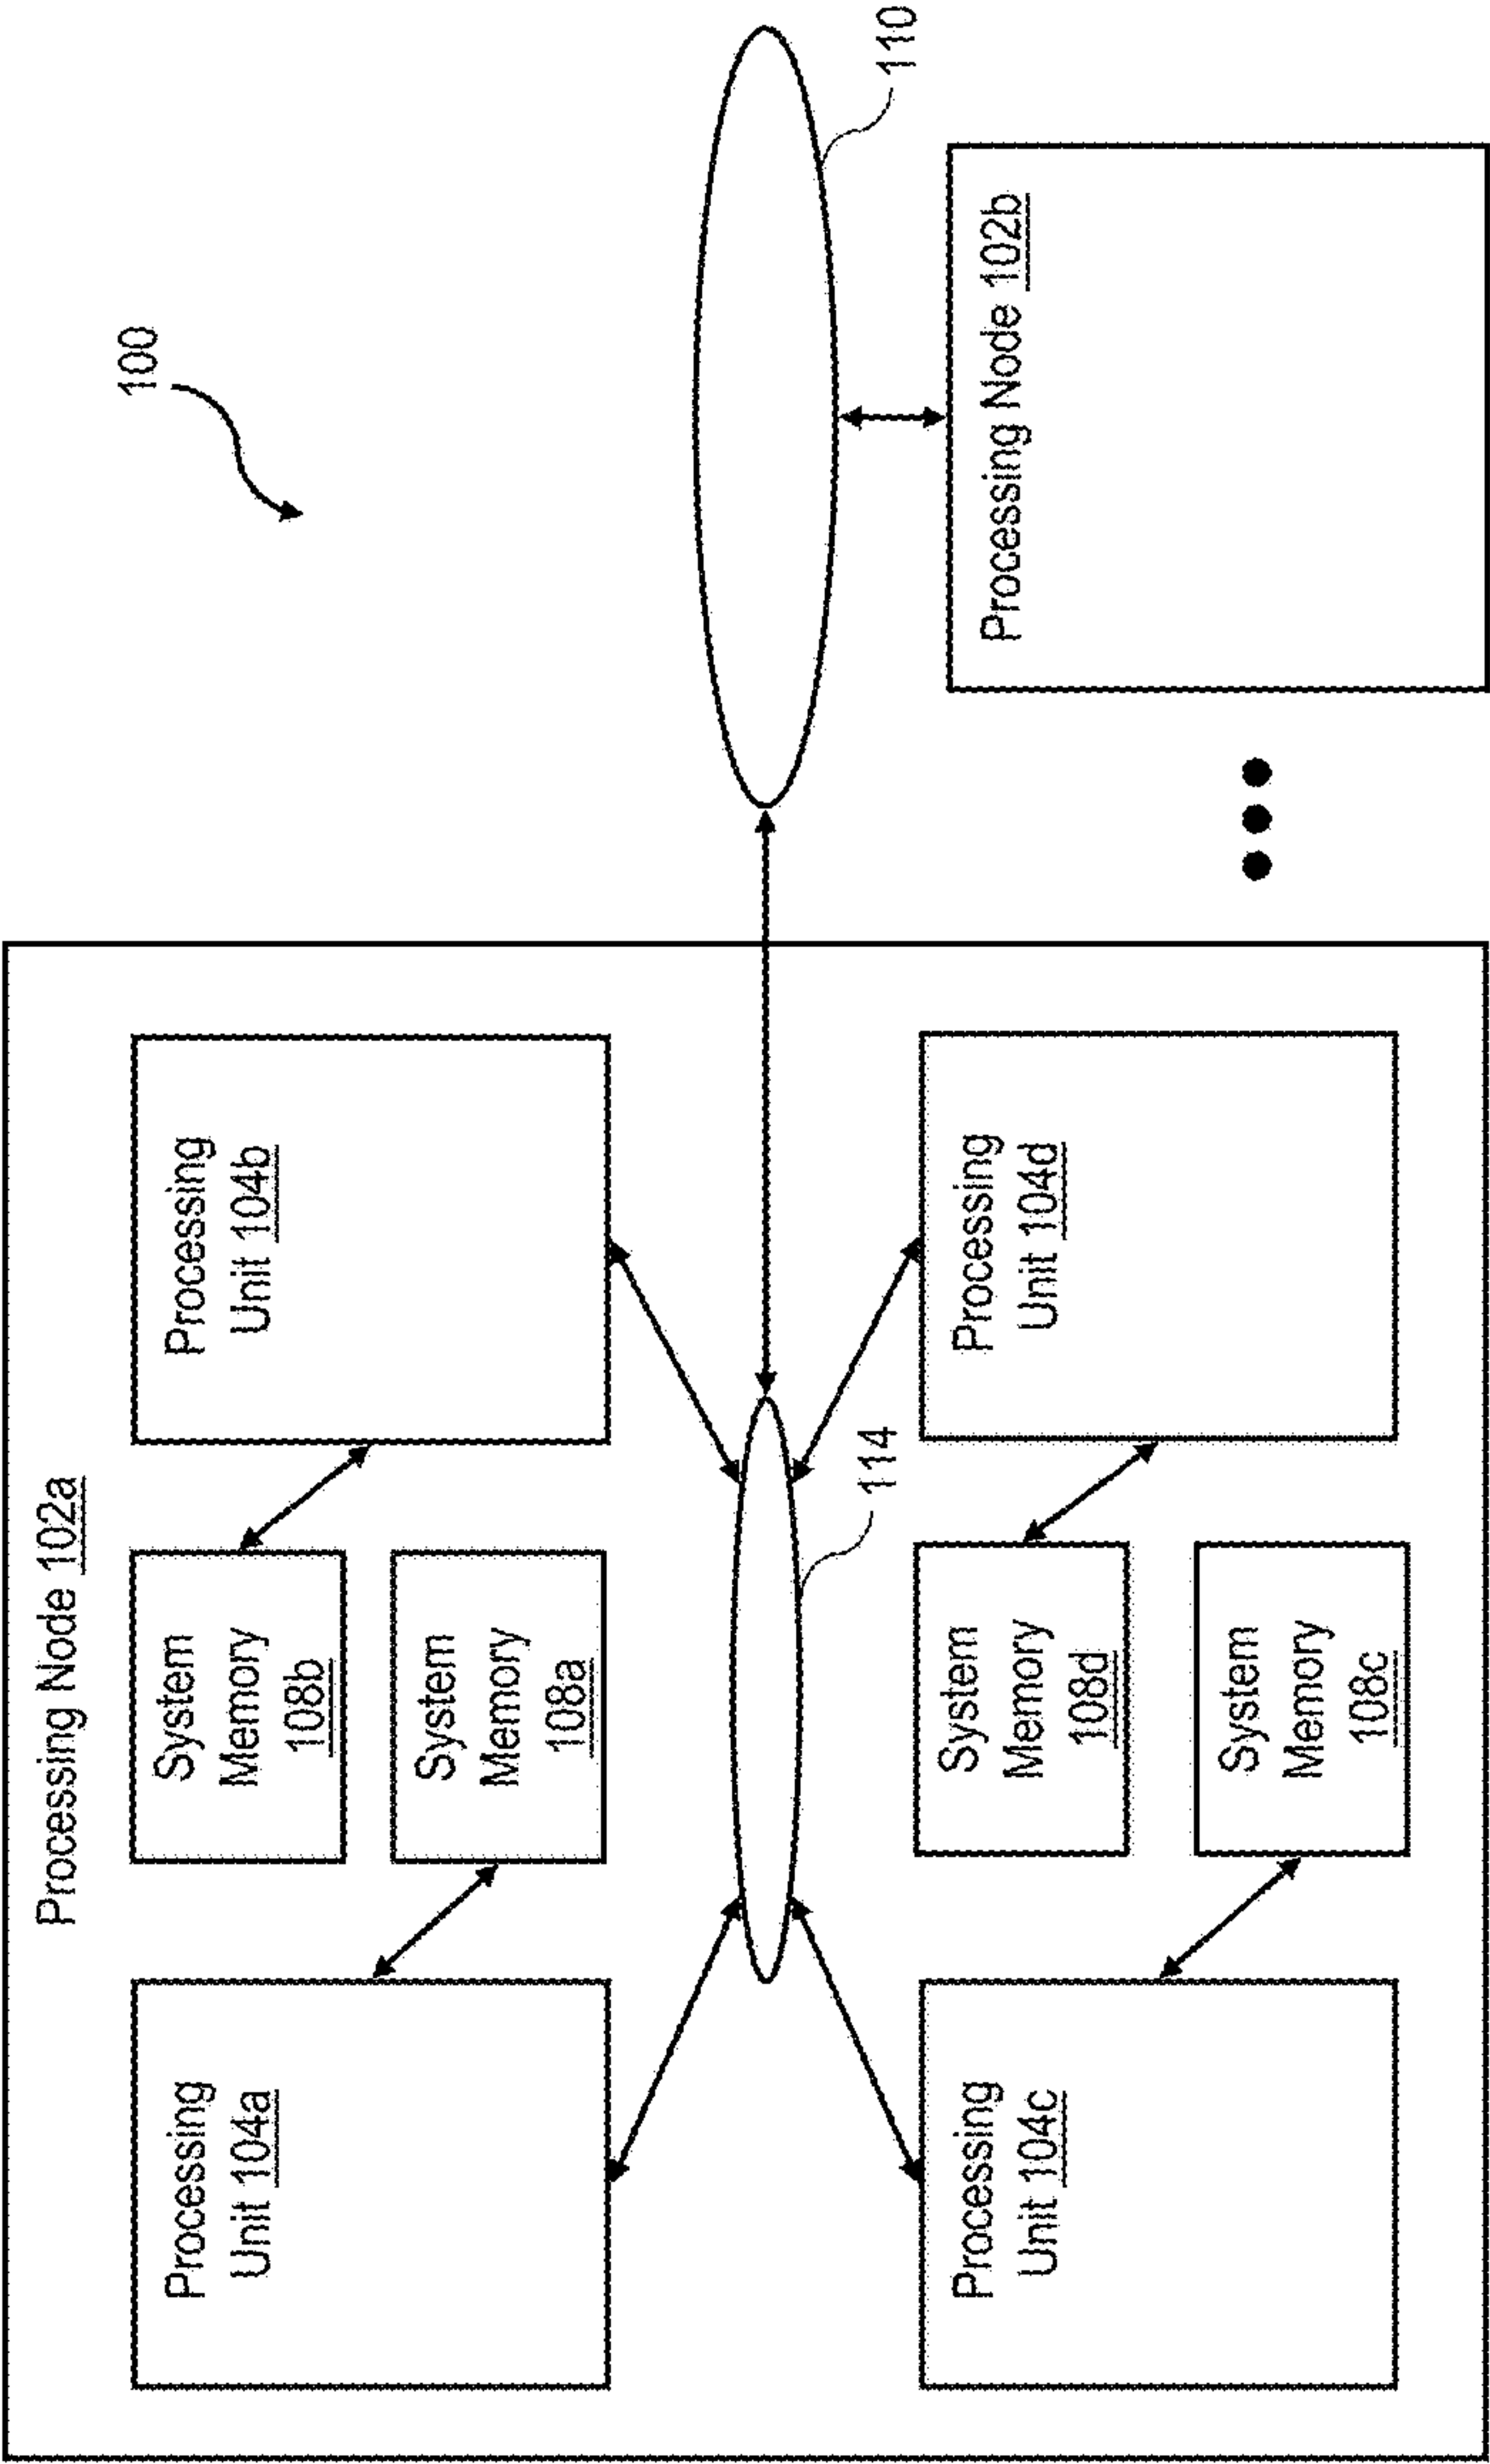 100
Processing Node 102a
Processing
Unit 104a
System
Memory
108b
System
Memory
108a
Processing
Unit 104b
110
114
Processing
Unit 104c
System
Memory
108d
System
Memory
108c
Processing
Unit 104d
Processing Node 102b